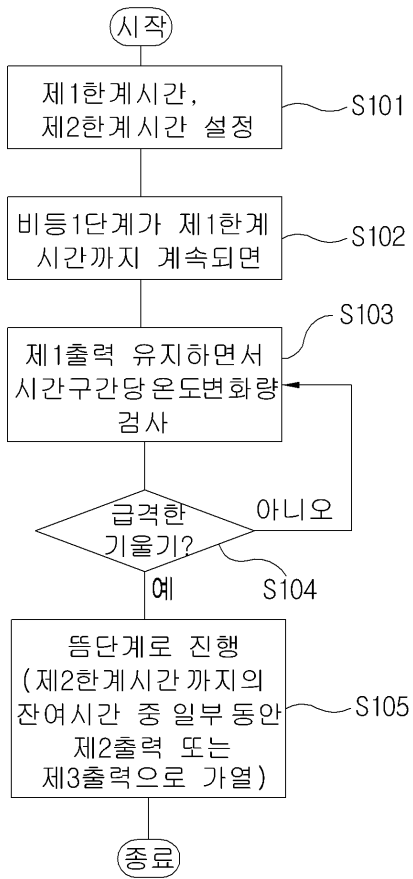 시작
제1한계시간,
제2한계시간 설정
S101
비등1단계가 제1한계
시간까지 계속되면
S102
S103
제1출력 유지하면서
시간구간당 온도변화량
검사
급격한
기울기?
아니오
S104
예
뜸단계로 진행
(제2한계시간까지의
잔여시간 중 일부 동안
제2출력 또는
제3출력으로 가열)
S105
종료